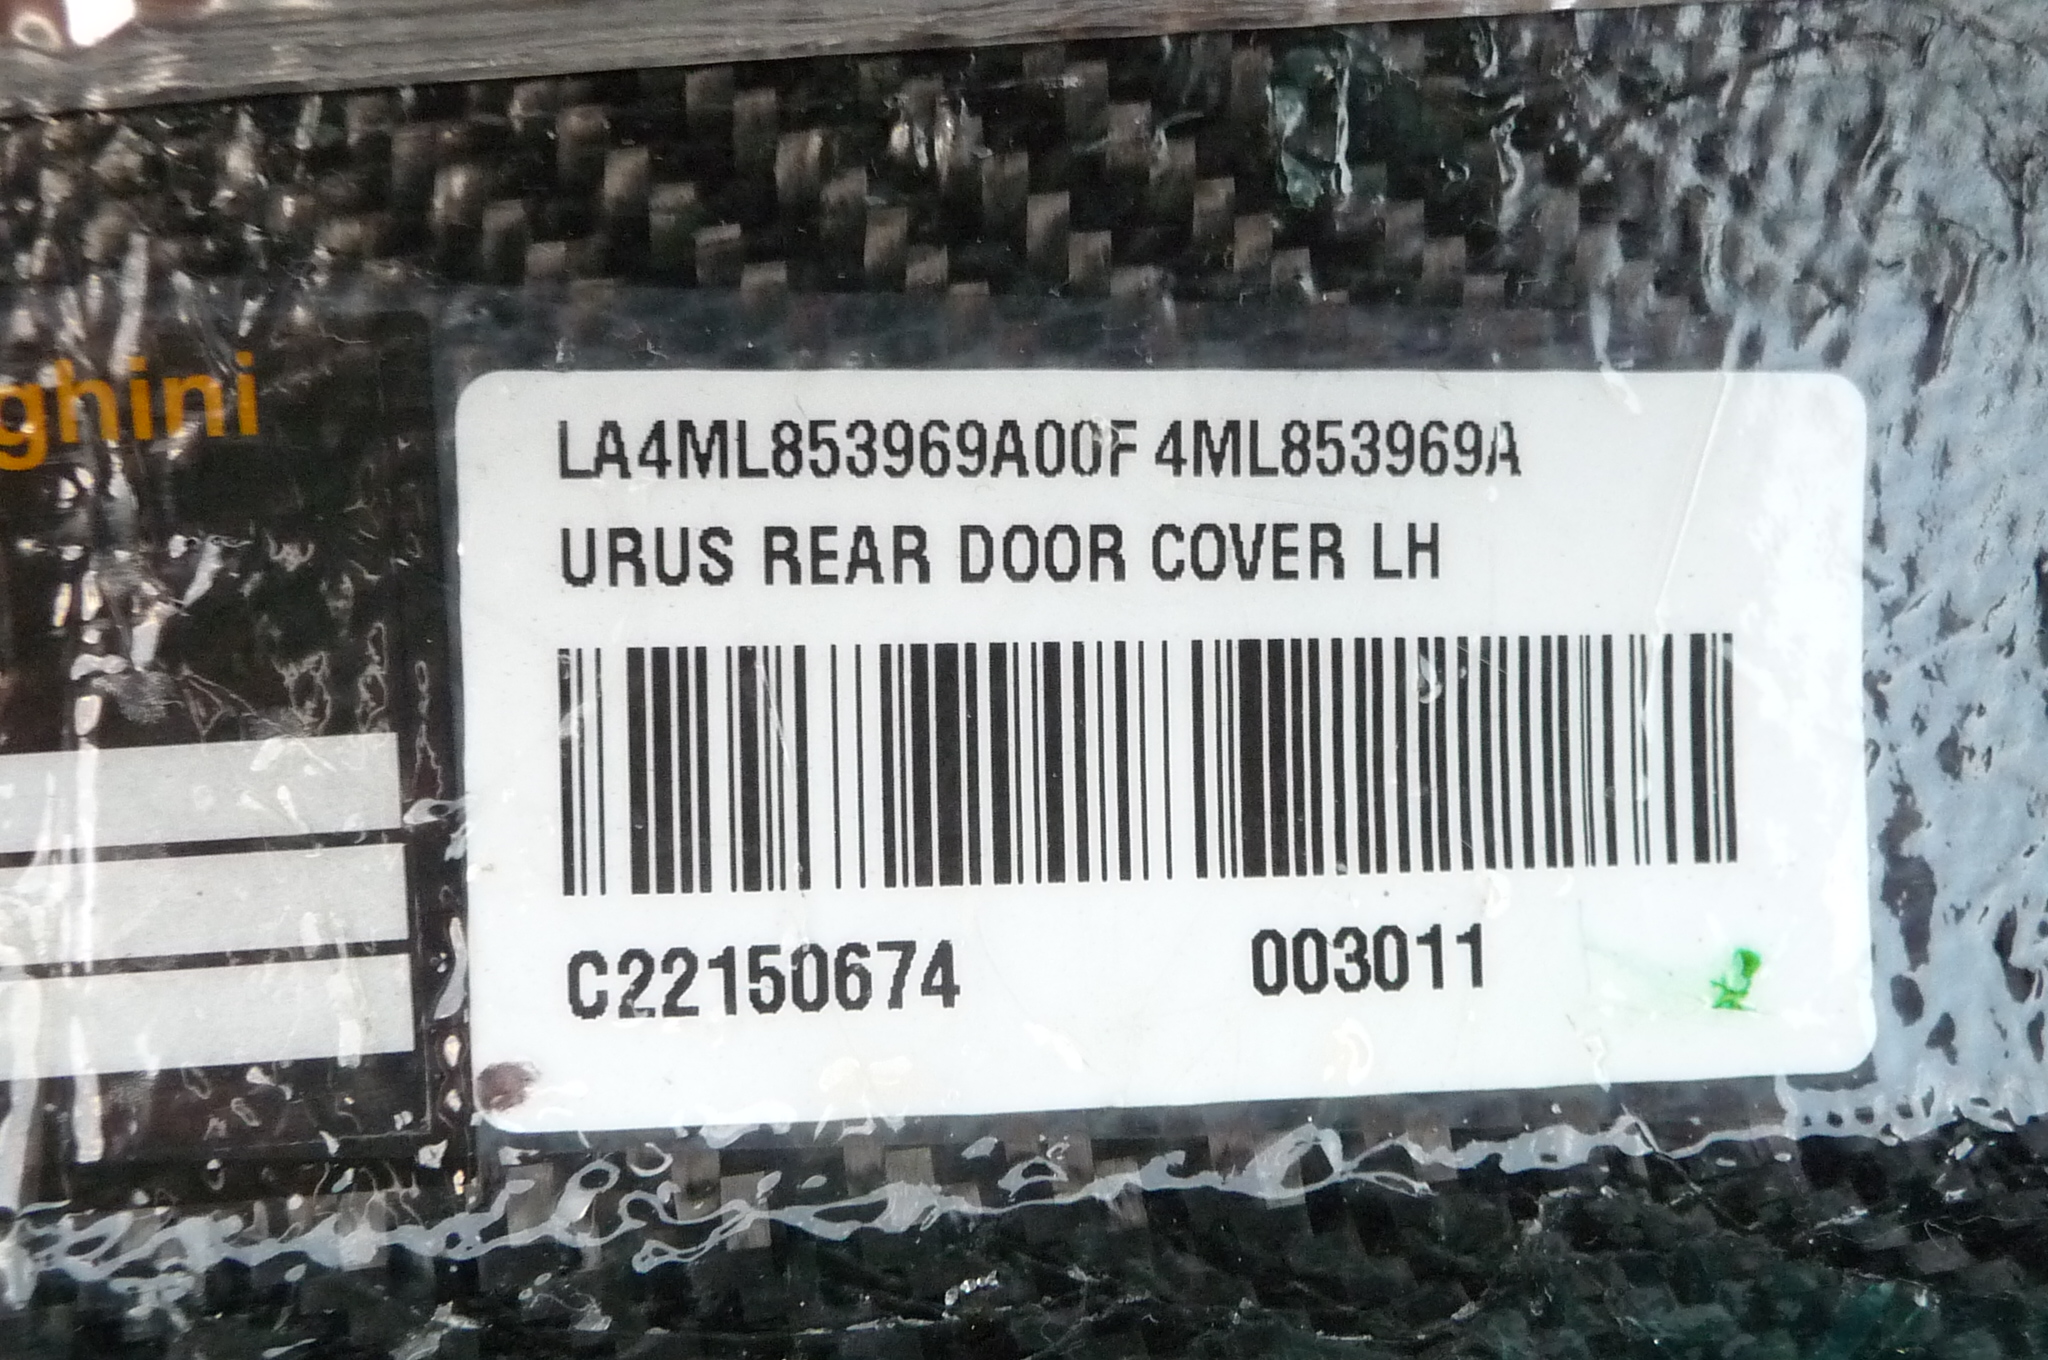 ghini
LA4ML853969A00F 4ML853969A
URUS REAR DOOR COVER LH
C22150674 003011